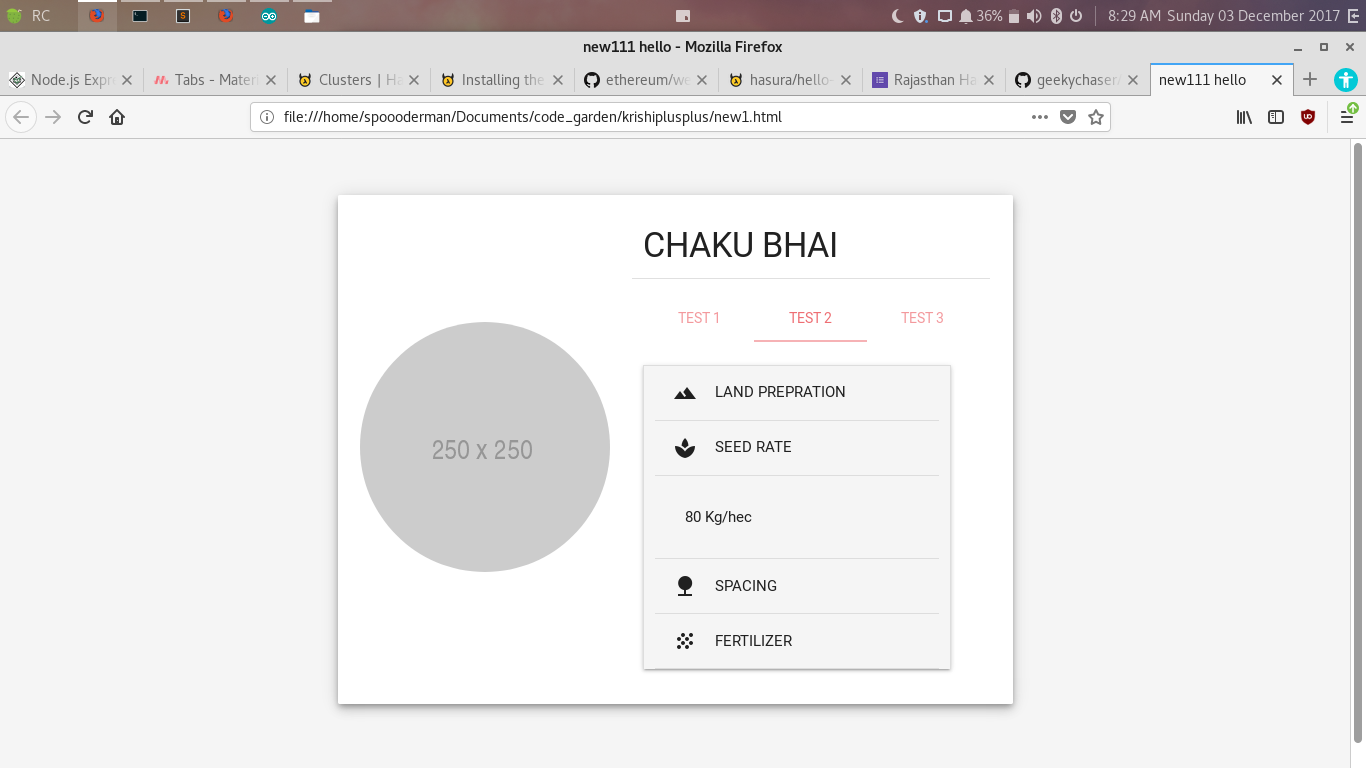 RC
36%
8:29 AM Sunday 03 December 2017
new111 hello - Mozilla Firefox
Node.js Expr
Tabs - Materi
Clusters | Ha
Installing the
ethereum/we
hasura/hello-
Rajasthan Ha
geekychaser/
new111 hello
file:///home/spoooderman/Documents/code_garden/krishiplusplus/new1.html
CHAKU BHAI
TEST 1
TEST 2
TEST 3
250 x 250
LAND PREPRATION
SEED RATE
80 Kg/hec
SPACING
FERTILIZER